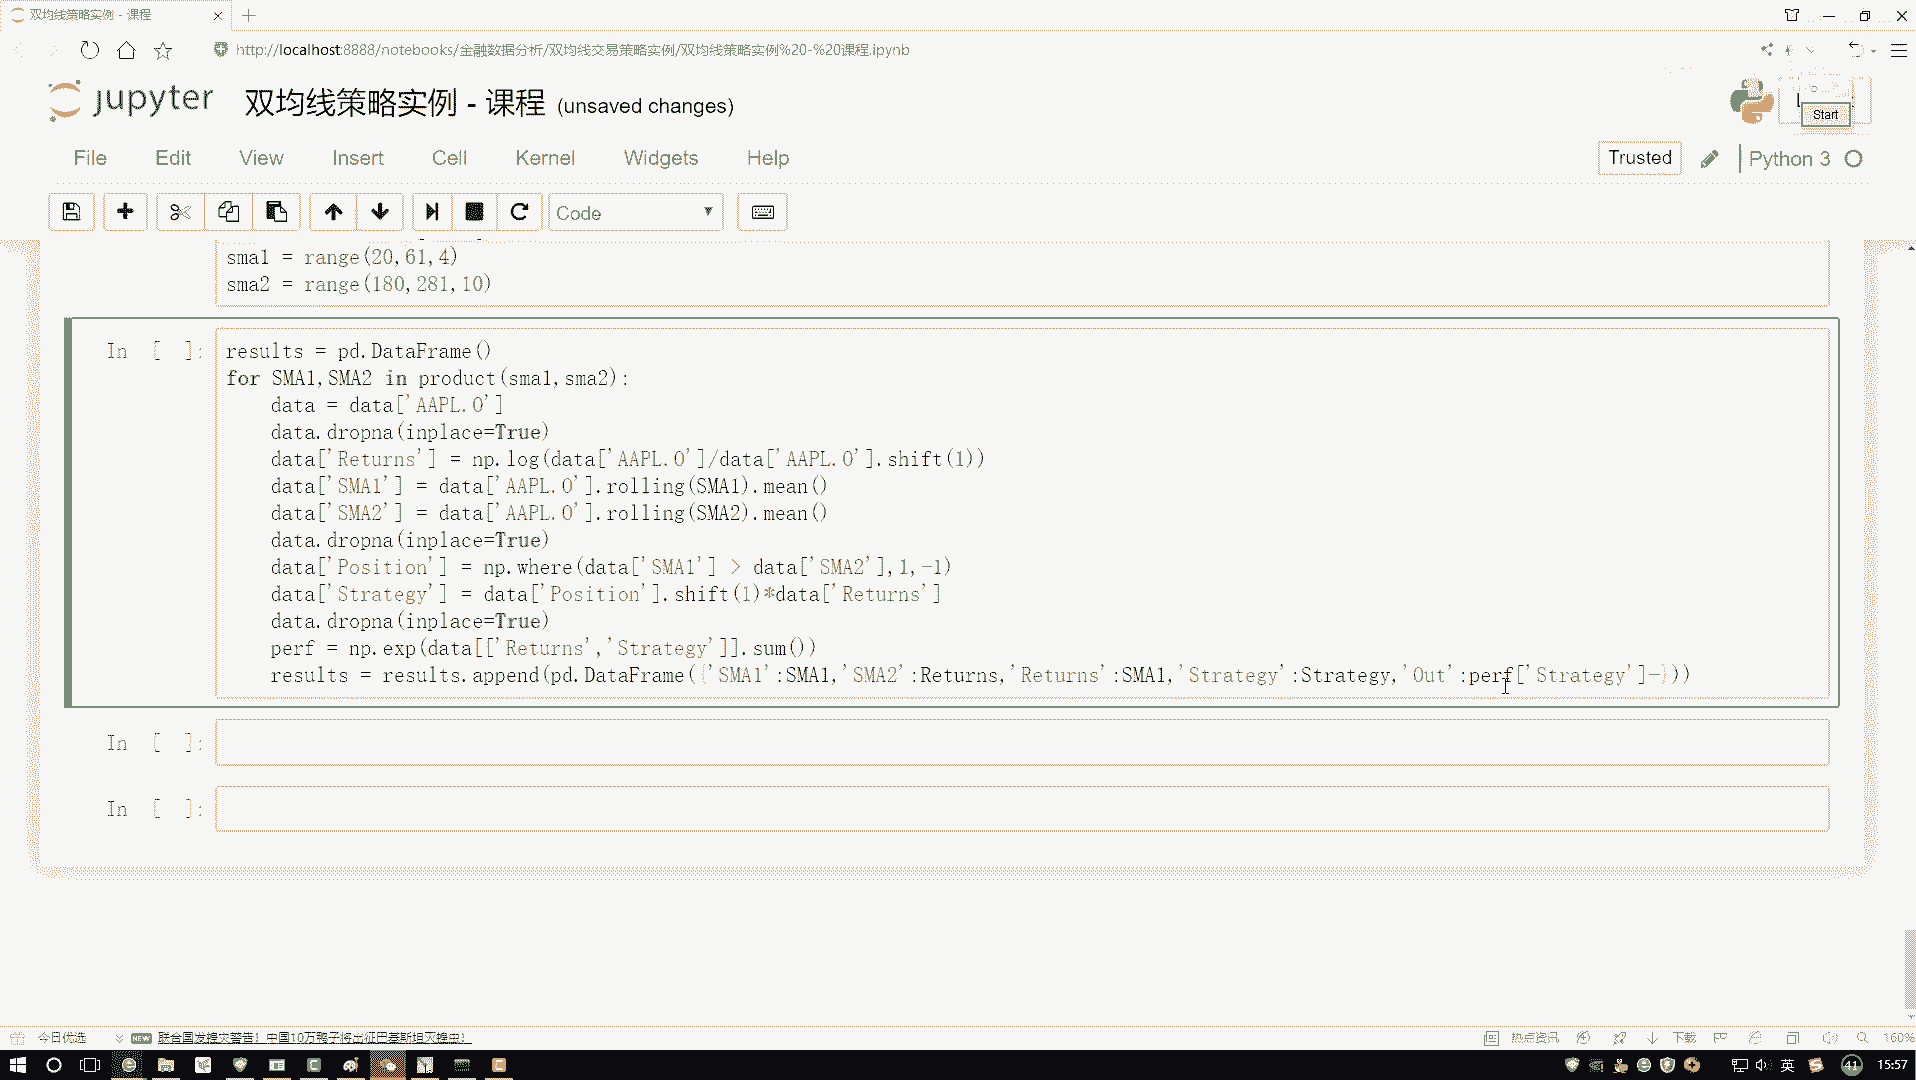 双均线策略实例 - 课程
http://localhost:8888/notebooks/金融数据分析/双均线交易策略实例/双均线策略实例%20-%20课程.ipynb
jupyter 双均线策略实例 - 课程 (unsaved changes)
Start
File Edit View Insert Cell Kernel Widgets Help
Trusted Python 3
Code
sma1 = range(20,61,4)
sma2 = range(180,281,10)
In [ ]:
results = pd.DataFrame()
for SMA1,SMA2 in product(sma1,sma2):
data = data['AAPL.O']
data.dropna(inplace=True)
data['Returns'] = np.log(data['AAPL.O']/data['AAPL.O'].shift(1))
data['SMA1'] = data['AAPL.O'].rolling(SMA1).mean()
data['SMA2'] = data['AAPL.O'].rolling(SMA2).mean()
data.dropna(inplace=True)
data['Position'] = np.where(data['SMA1'] > data['SMA2'],1,-1)
data['Strategy'] = data['Position'].shift(1)*data['Returns']
data.dropna(inplace=True)
perf = np.exp(data[['Returns','Strategy']].sum())
results = results.append(pd.DataFrame({'SMA1':SMA1,'SMA2':Returns,'Returns':SMA1,'Strategy':Strategy,'Out':perf['Strategy']-}))
In [ ]:
In [ ]:
今日优选 NEW 联合国发蝗灾警告！中国10万鸭子将出征巴基斯坦灭蝗虫！
热点资讯 下载 160%
英 41 15:57